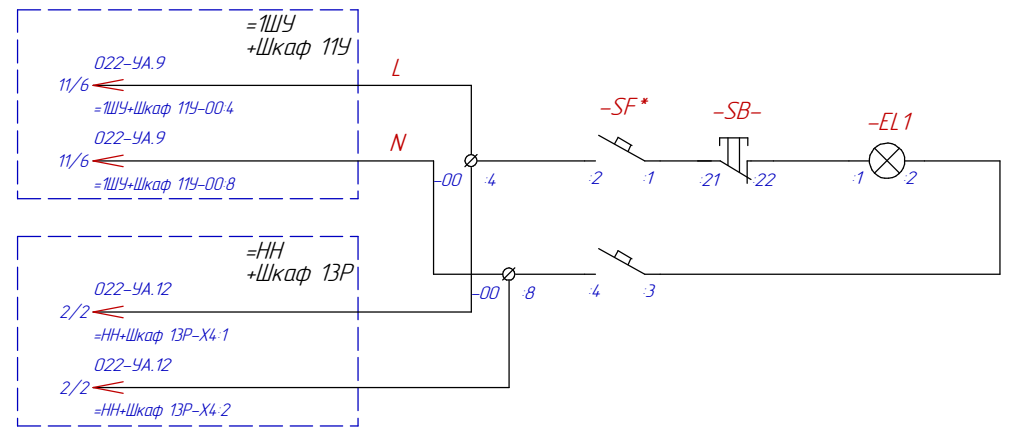 =1ШУ
+Шкаф 11У
022-УА.9
11/6
=1ШУ+Шкаф 11У-00:4
022-УА.9
11/6
=1ШУ+Шкаф 11У-00:8
L
N
-00 :4
-SF*
:2 :1
-SB-
:21 :22
-EL1
:1 :2
=НН
+Шкаф 13Р
022-УА.12
2/2
=НН+Шкаф 13Р-Х4:1
022-УА.12
2/2
=НН+Шкаф 13Р-Х4:2
-00 :8
:4 :3